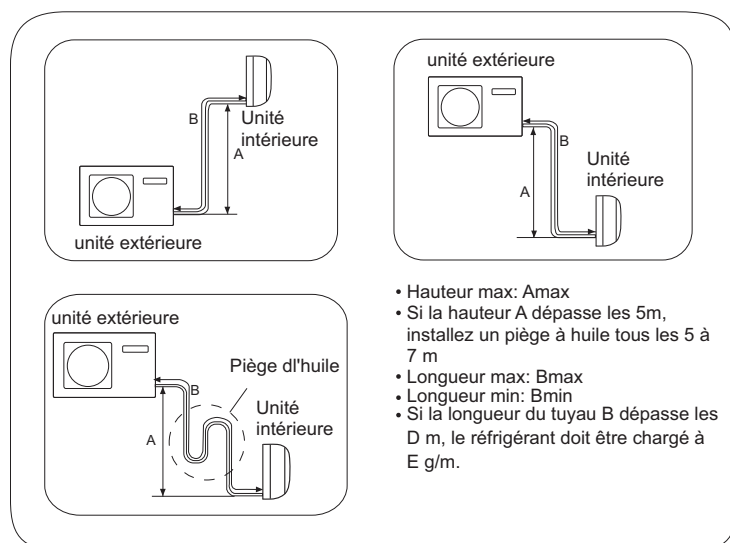 B
Unité
intérieure
A
unité extérieure
unité extérieure
B
Unité
intérieure
A
unité extérieure
Piège dl'huile
B
Unité
intérieure
A
• Hauteur max: Amax
• Si la hauteur A dépasse les 5m,
installez un piège à huile tous les 5 à
7 m
• Longueur max: Bmax
• Longueur min: Bmin
• Si la longueur du tuyau B dépasse les
D m, le réfrigérant doit être chargé à
E g/m.